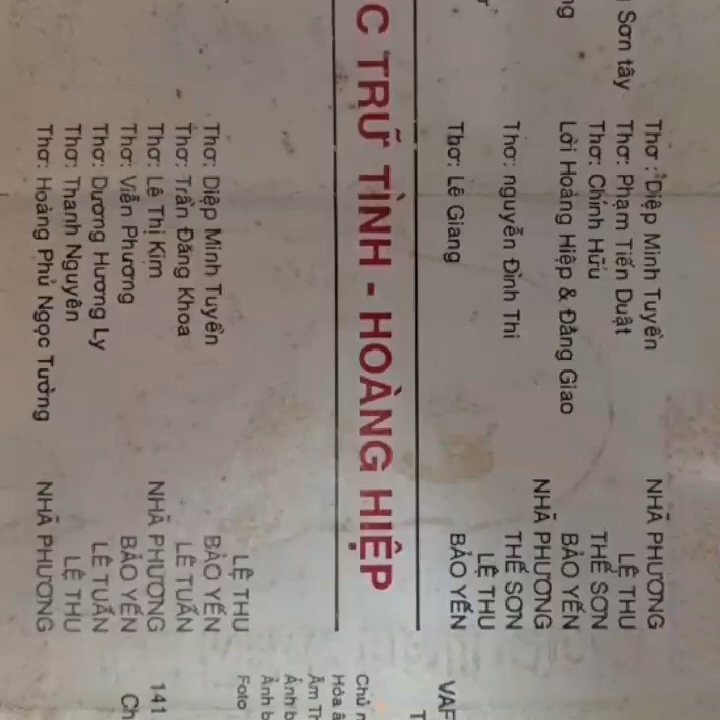 Thơ : Diệp Minh Tuyền NHÃ PHƯƠNG
Sơn tây Thơ: Phạm Tiến Duật LỆ THU
Thơ: Chính Hữu THẾ SƠN
Lời Hoàng Hiệp & Đằng Giao BẢO YẾN
NHÃ PHƯƠNG
Thơ: nguyễn Đình Thi THẾ SƠN
LỆ THU
Thơ: Lê Giang BẢO YẾN
C TRỮ TÌNH - HOÀNG HIỆP
LỆ THU
Thơ: Diệp Minh Tuyền BẢO YẾN
Thơ: Trần Đăng Khoa LÊ TUẤN
Thơ: Lê Thị Kim NHÃ PHƯƠNG
Thơ: Viễn Phương BẢO YẾN
Thơ: Dương Hương Ly LÊ TUẤN
Thơ: Thanh Nguyên LỆ THU
Thơ: Hoàng Phủ Ngọc Tường NHÃ PHƯƠNG
VAF
Chủ
Hòa
Âm
Ảnh
Ảnh
Foto
141